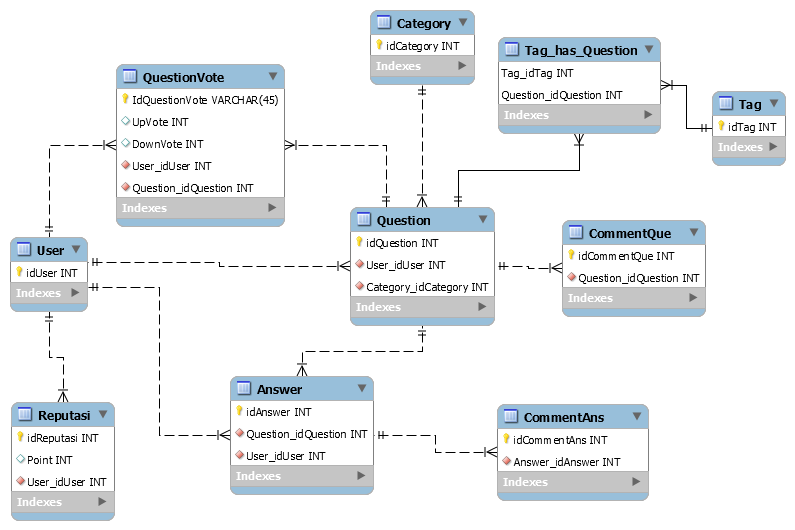 Category
idCategory INT
Indexes
Tag_has_Question
Tag_idTag INT
Question_idQuestion INT
Indexes
Tag
idTag INT
Indexes
QuestionVote
IdQuestionVote VARCHAR(45)
UpVote INT
DownVote INT
User_idUser INT
Question_idQuestion INT
Indexes
User
idUser INT
Indexes
Question
idQuestion INT
User_idUser INT
Category_idCategory INT
Indexes
CommentQue
idCommentQue INT
Question_idQuestion INT
Indexes
Reputasi
idReputasi INT
Point INT
User_idUser INT
Indexes
Answer
idAnswer INT
Question_idQuestion INT
User_idUser INT
Indexes
CommentAns
idCommentAns INT
Answer_idAnswer INT
Indexes